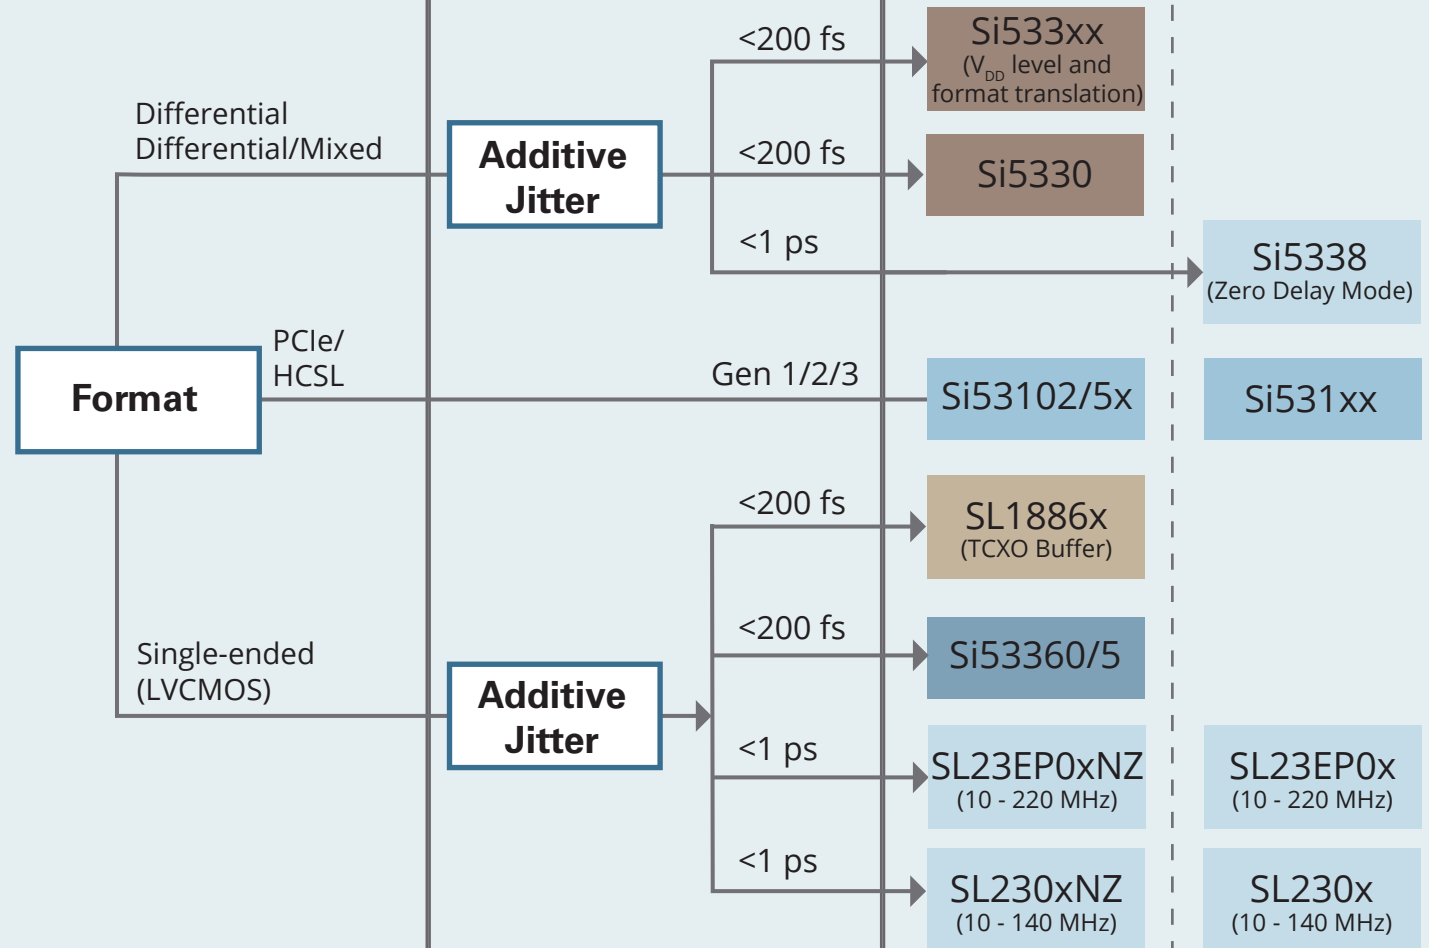 <200 fs
Si533xx
(VDD level and
format translation)
Differential
Differential/Mixed
Additive
Jitter
<200 fs
Si5330
<1 ps
Si5338
(Zero Delay Mode)
Format
PCIe/
HCSL
Gen 1/2/3
Si53102/5x
Si531xx
<200 fs
SL1886x
(TCXO Buffer)
<200 fs
Si53360/5
Single-ended
(LVCMOS)
Additive
Jitter
<1 ps
SL23EP0xNZ
(10 - 220 MHz)
SL23EP0x
(10 - 220 MHz)
<1 ps
SL230xNZ
(10 - 140 MHz)
SL230x
(10 - 140 MHz)